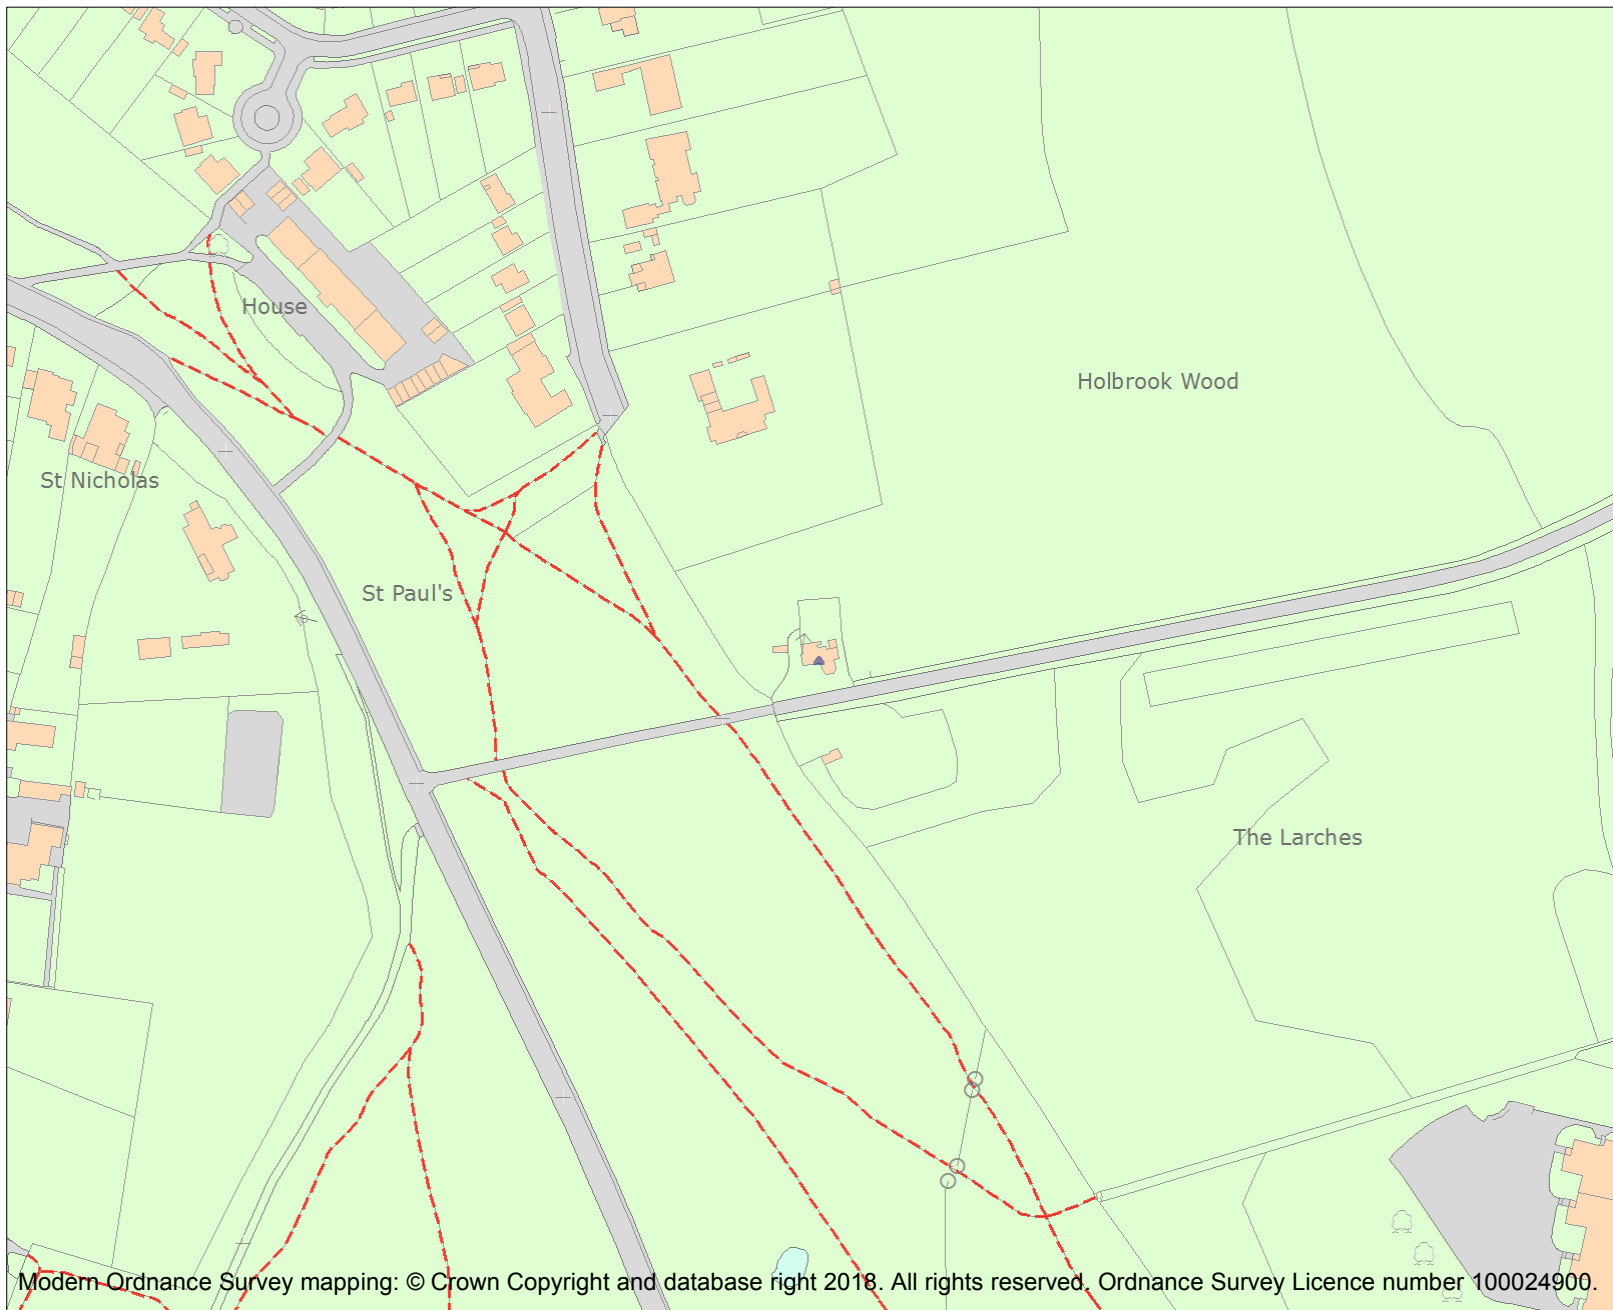 House
Holbrook Wood
St Nicholas
St Paul's
The Larches
Modern Ordnance Survey mapping: © Crown Copyright and database right 2018. All rights reserved. Ordnance Survey Licence number 100024900.